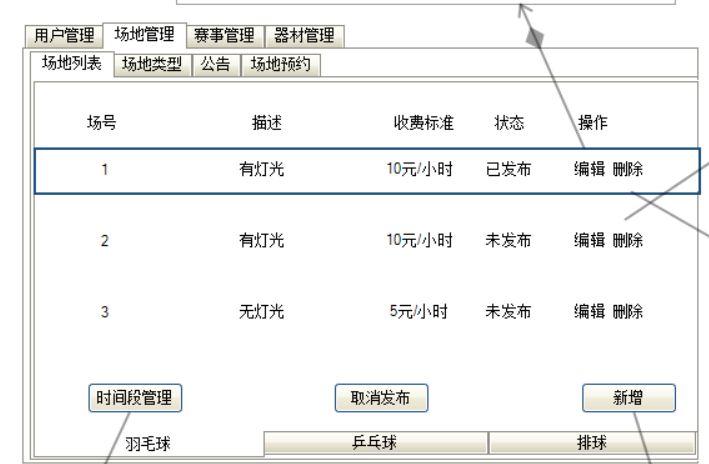 用户管理 场地管理 赛事管理 器材管理
场地列表 场地类型 公告 场地预约
场号 描述 收费标准 状态 操作
1 有灯光 10元/小时 已发布 编辑 删除
2 有灯光 10元/小时 未发布 编辑 删除
3 无灯光 5元/小时 未发布 编辑 删除
时间段管理 取消发布 新增
羽毛球 乒乓球 排球